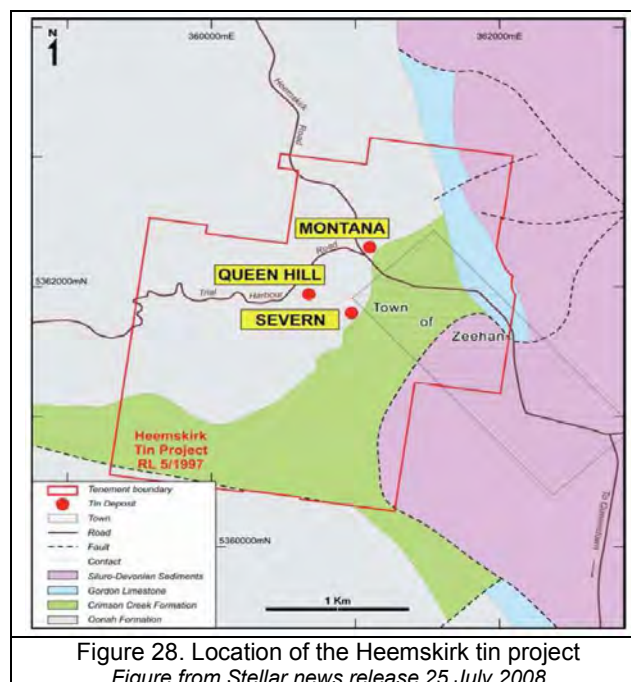 N
360000mE
362000mE
Heemskirk
Road
MONTANA
Road
QUEEN HILL
5362000mN
Trial
Harbour
SEVERN
Town
of
Zeehan
Heemskirk
Tin Project
RL 5/1997
Tenement boundary
Tin Deposit
Town
Road
Fault
Contact
Siluro-Devonian Sediments
Gordon Limestone
Crimson Creek Formation
Oonah Formation
5360000mN
To Queenstown
1 Km
Figure 28. Location of the Heemskirk tin project
Figure from Stellar news release 25 July 2008